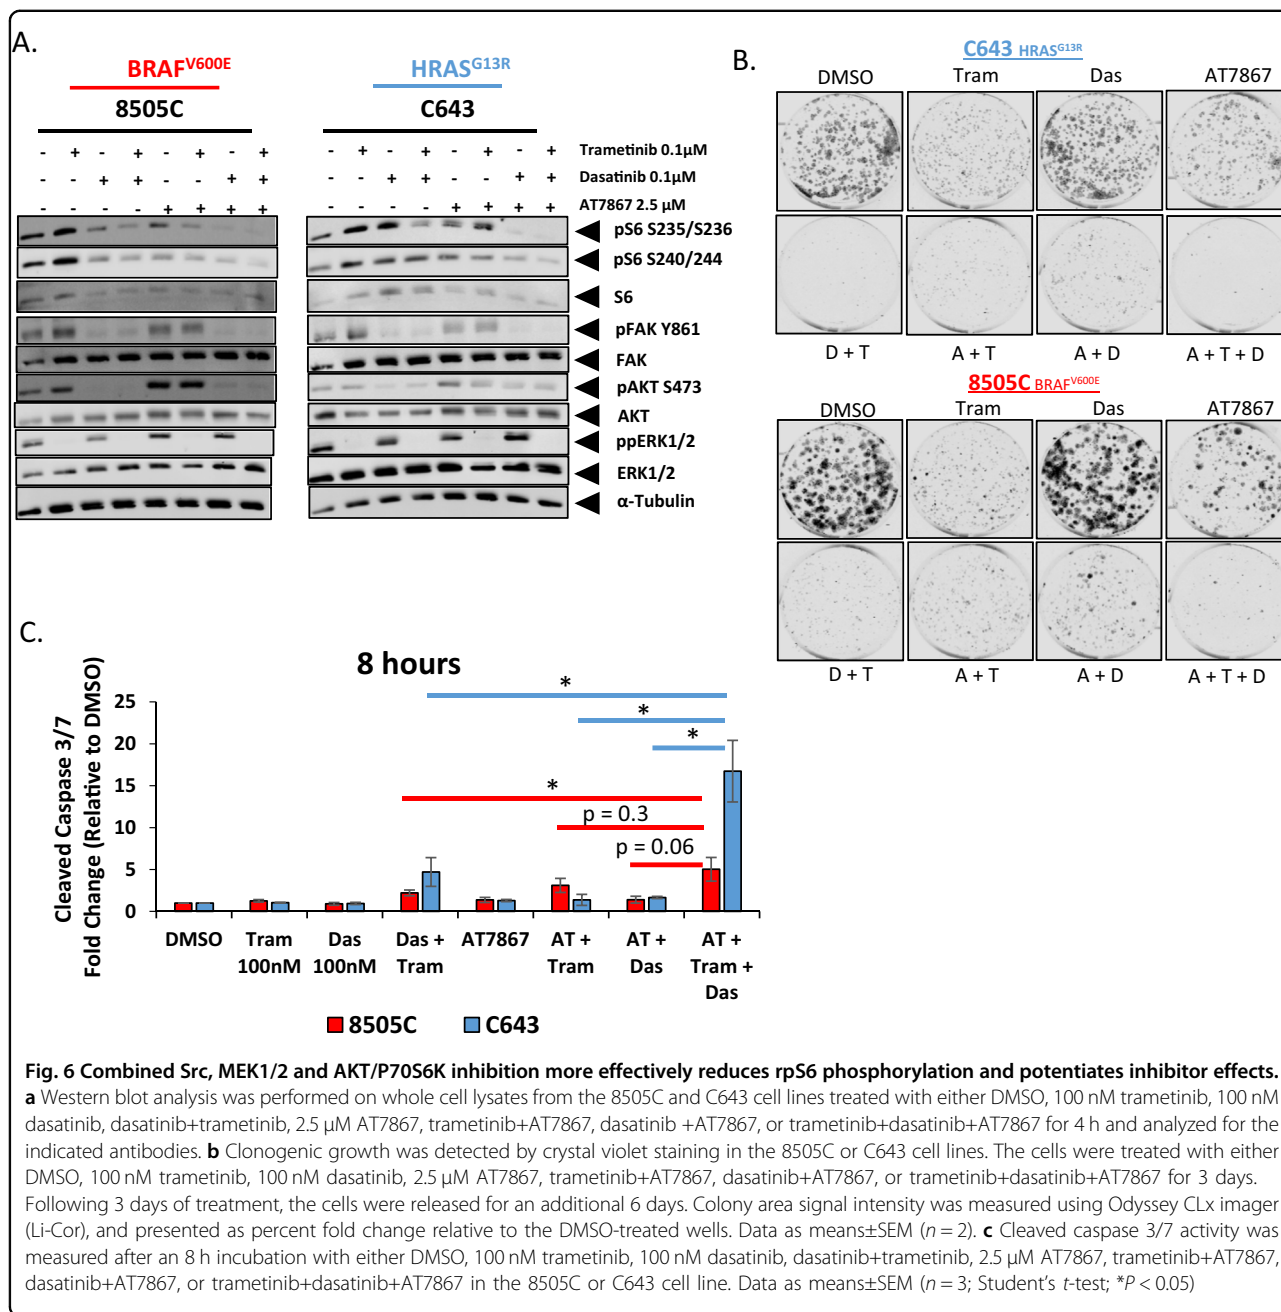 A.
BRAFV600E
HRASG13R
8505C
C643
- + - + - + - +
- + - + - + - +
Trametinib 0.1μM
- - + + - - + +
- - + + - - + +
Dasatinib 0.1μM
- - - - + + + +
- - - - + + + +
AT7867 2.5 μM
pS6 S235/S236
pS6 S240/244
S6
pFAK Y861
FAK
pAKT S473
AKT
ppERK1/2
ERK1/2
α-Tubulin
B.
C643 HRASG13R
DMSO Tram Das AT7867
D + T A + T A + D A + T + D
8505C BRAFV600E
DMSO Tram Das AT7867
D + T A + T A + D A + T + D
C.
8 hours
Cleaved Caspase 3/7
Fold Change (Relative to DMSO)
25
20
15
10
5
0
*
*
*
*
p = 0.3
p = 0.06
DMSO
Tram
100nM
Das
100nM
Das +
Tram
AT7867
AT +
Tram
AT +
Das
AT +
Tram +
Das
8505C C643
Fig. 6 Combined Src, MEK1/2 and AKT/P70S6K inhibition more effectively reduces rpS6 phosphorylation and potentiates inhibitor effects.
a Western blot analysis was performed on whole cell lysates from the 8505C and C643 cell lines treated with either DMSO, 100 nM trametinib, 100 nM
dasatinib, dasatinib+trametinib, 2.5 μM AT7867, trametinib+AT7867, dasatinib +AT7867, or trametinib+dasatinib+AT7867 for 4 h and analyzed for the
indicated antibodies. b Clonogenic growth was detected by crystal violet staining in the 8505C or C643 cell lines. The cells were treated with either
DMSO, 100 nM trametinib, 100 nM dasatinib, 2.5 μM AT7867, trametinib+AT7867, dasatinib+AT7867, or trametinib+dasatinib+AT7867 for 3 days.
Following 3 days of treatment, the cells were released for an additional 6 days. Colony area signal intensity was measured using Odyssey CLx imager
(Li-Cor), and presented as percent fold change relative to the DMSO-treated wells. Data as means±SEM (n = 2). c Cleaved caspase 3/7 activity was
measured after an 8 h incubation with either DMSO, 100 nM trametinib, 100 nM dasatinib, dasatinib+trametinib, 2.5 μM AT7867, trametinib+AT7867,
dasatinib+AT7867, or trametinib+dasatinib+AT7867 in the 8505C or C643 cell line. Data as means±SEM (n = 3; Student's t-test; *P < 0.05)